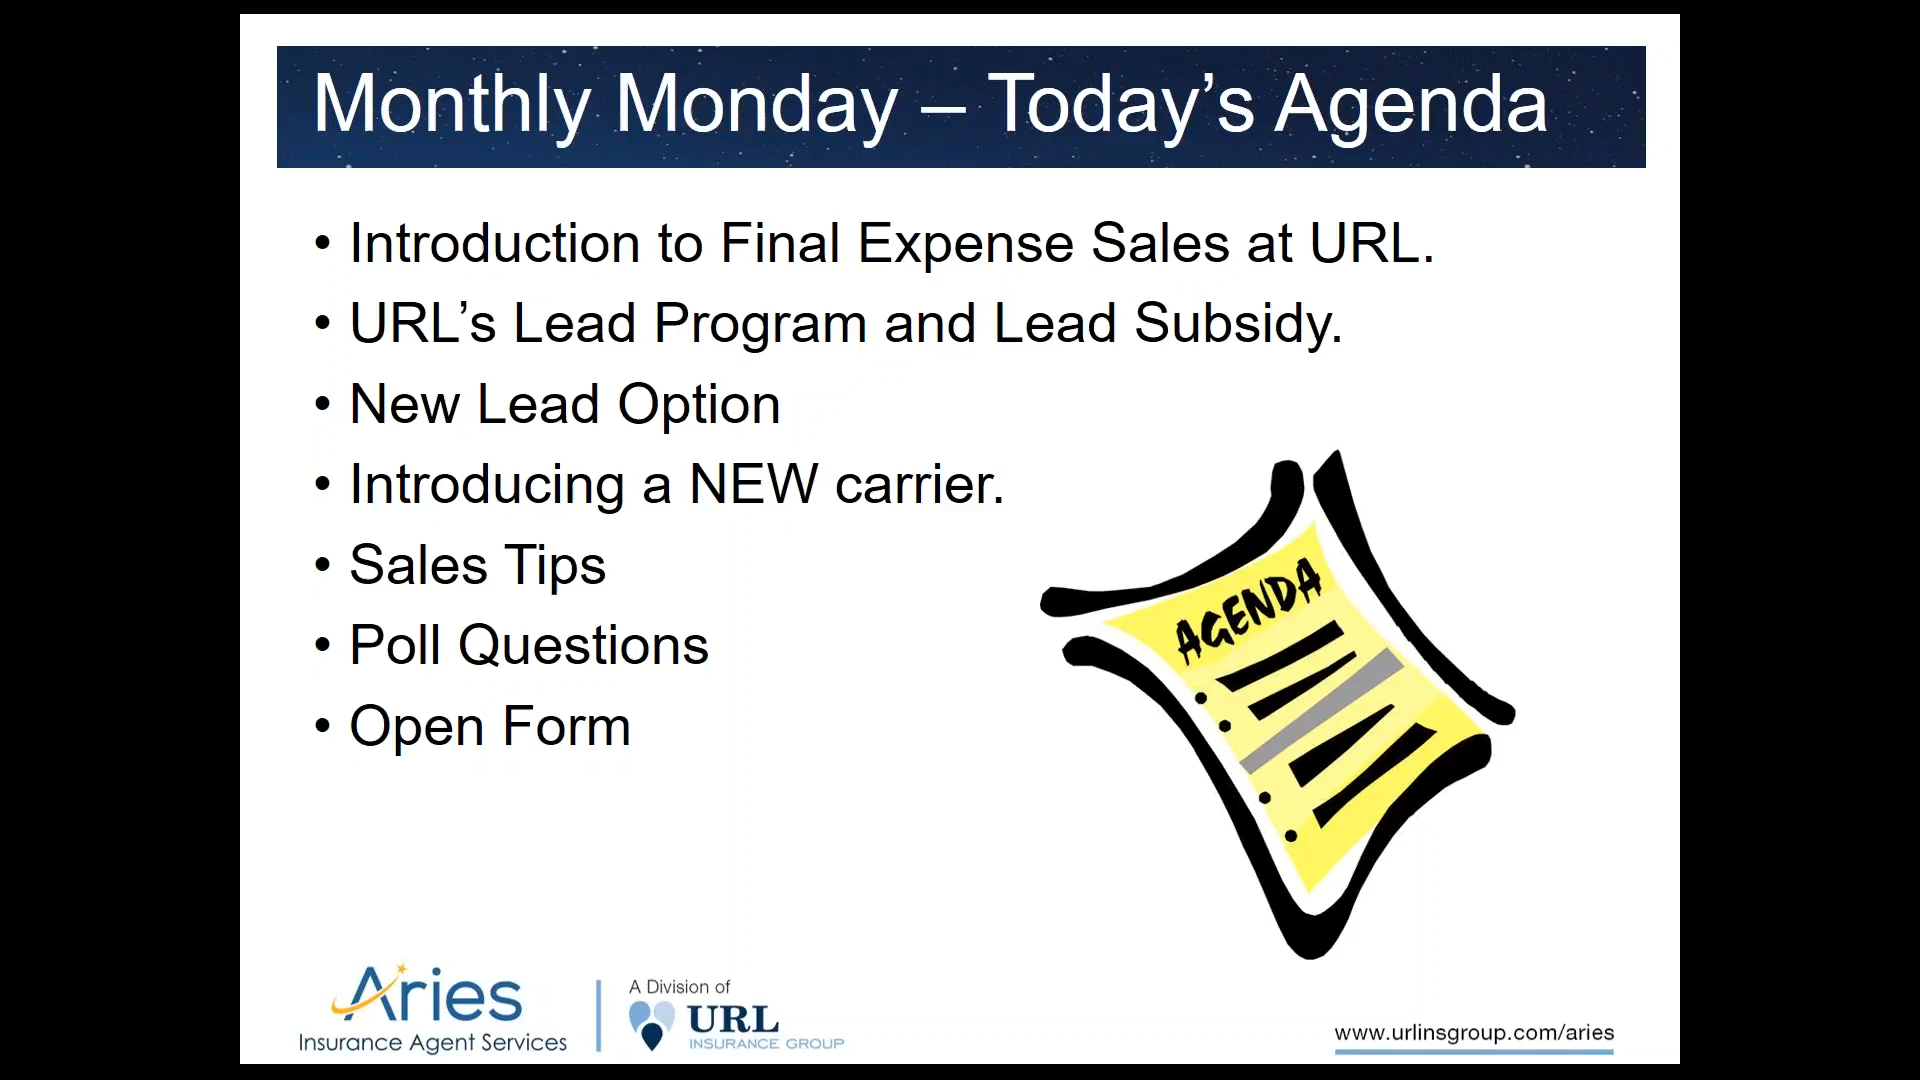 Monthly Monday – Today’s Agenda
• Introduction to Final Expense Sales at URL.
• URL’s Lead Program and Lead Subsidy.
• New Lead Option
• Introducing a NEW carrier.
• Sales Tips
• Poll Questions
• Open Form
AGENDA
Aries
Insurance Agent Services
A Division of
URL
INSURANCE GROUP
www.urlinsgroup.com/aries